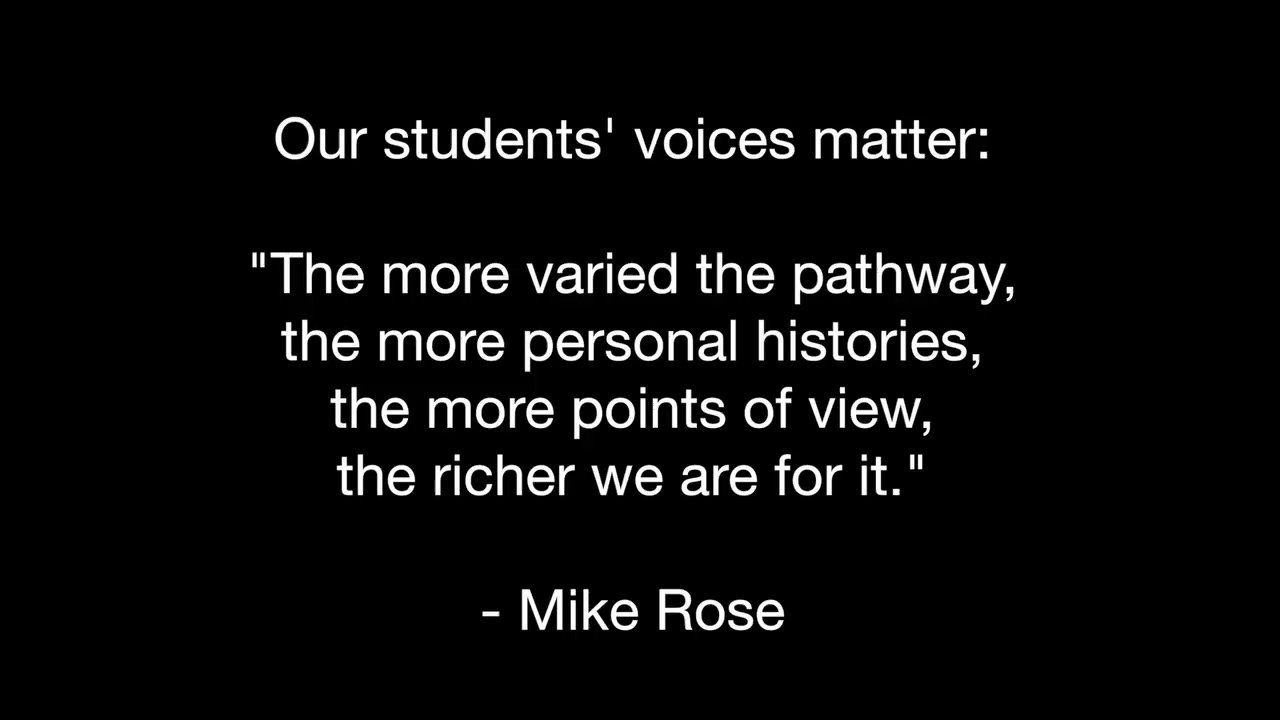 Our students' voices matter:
"The more varied the pathway,
the more personal histories,
the more points of view,
the richer we are for it."
- Mike Rose